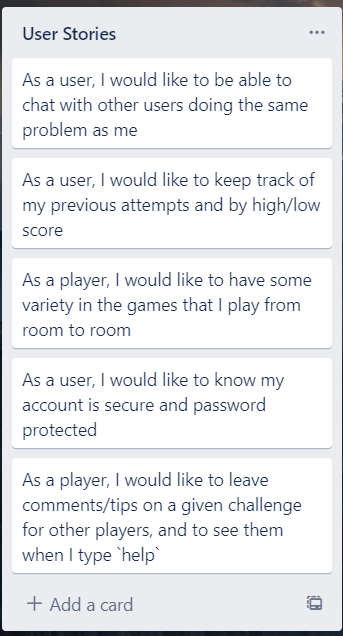 User Stories
As a user, I would like to be able to
chat with other users doing the same
problem as me
As a user, I would like to keep track of
my previous attempts and by high/low
score
As a player, I would like to have some
variety in the games that I play from
room to room
As a user, I would like to know my
account is secure and password
protected
As a player, I would like to leave
comments/tips on a given challenge
for other players, and to see them
when I type `help`
+ Add a card